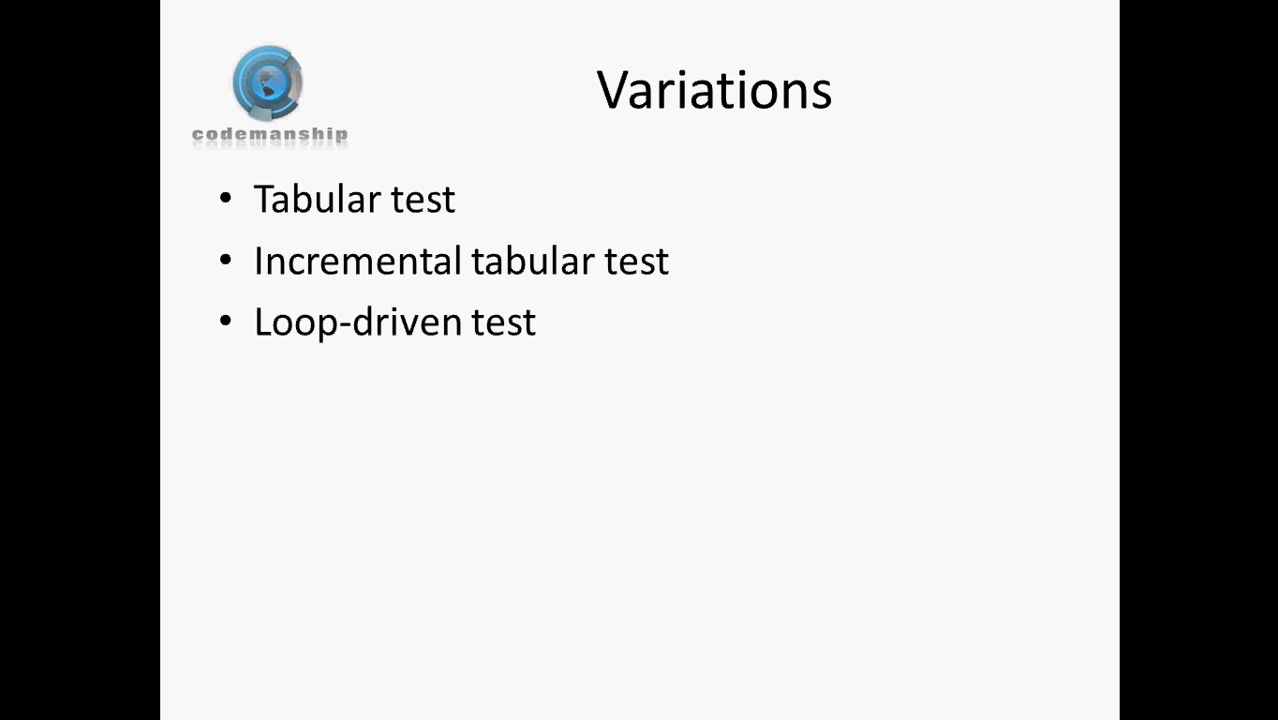 codemanship
Variations
• Tabular test
• Incremental tabular test
• Loop-driven test